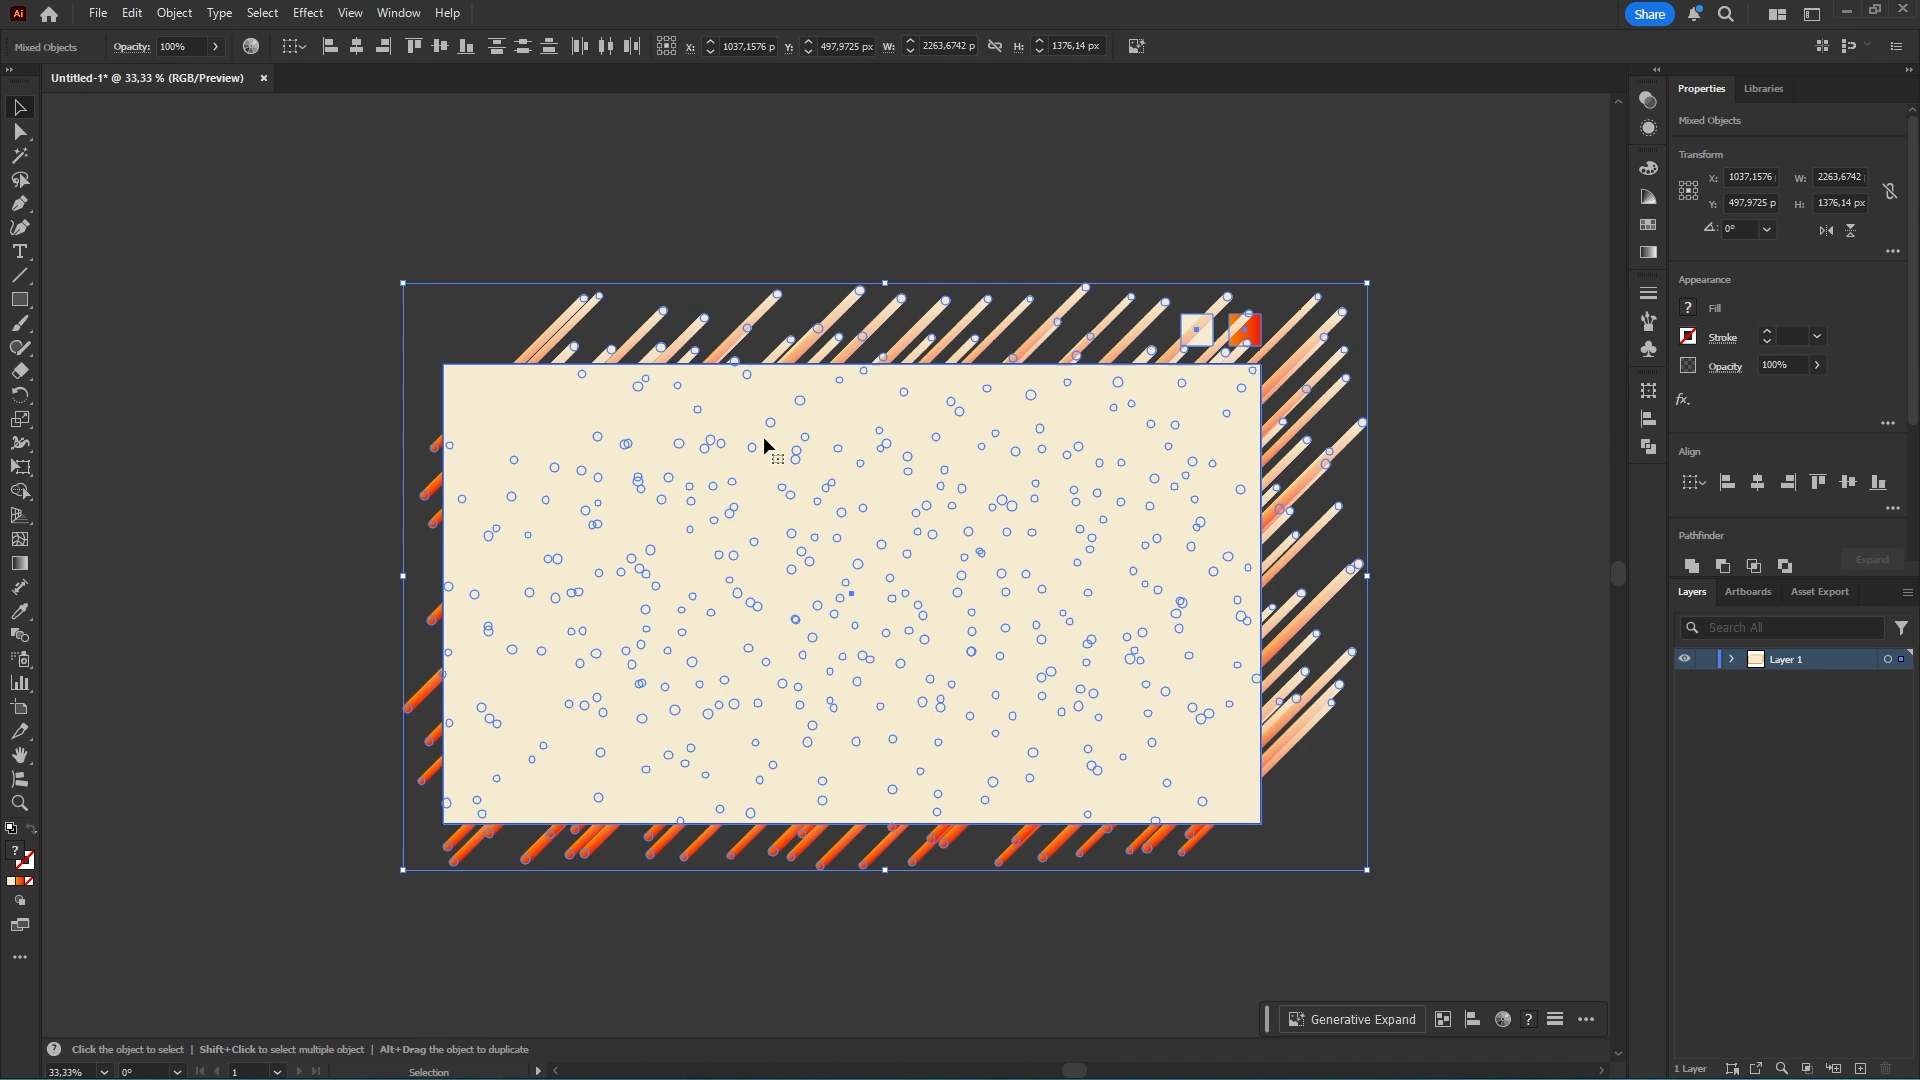 Ai File Edit Object Type Select Effect View Window Help Share
Mixed Objects Opacity: 100% X: 1037,1576 p Y: 497,9725 px W: 2263,6742 p H: 1376,14 px
Untitled-1* @ 33,33 % (RGB/Preview) ×
Properties Libraries
Mixed Objects
Transform
X: 1037,1576 W: 2263,6742
Y: 497,9725 p H: 1376,14 px
0°
Appearance
? Fill
Stroke
Opacity 100%
fx.
Align
Pathfinder
Expand
Layers Artboards Asset Export
Search All
Layer 1
?
Generative Expand ?
? Click the object to select | Shift+Click to select multiple object | Alt+Drag the object to duplicate
33,33% 0° 1 Selection
1 Layer